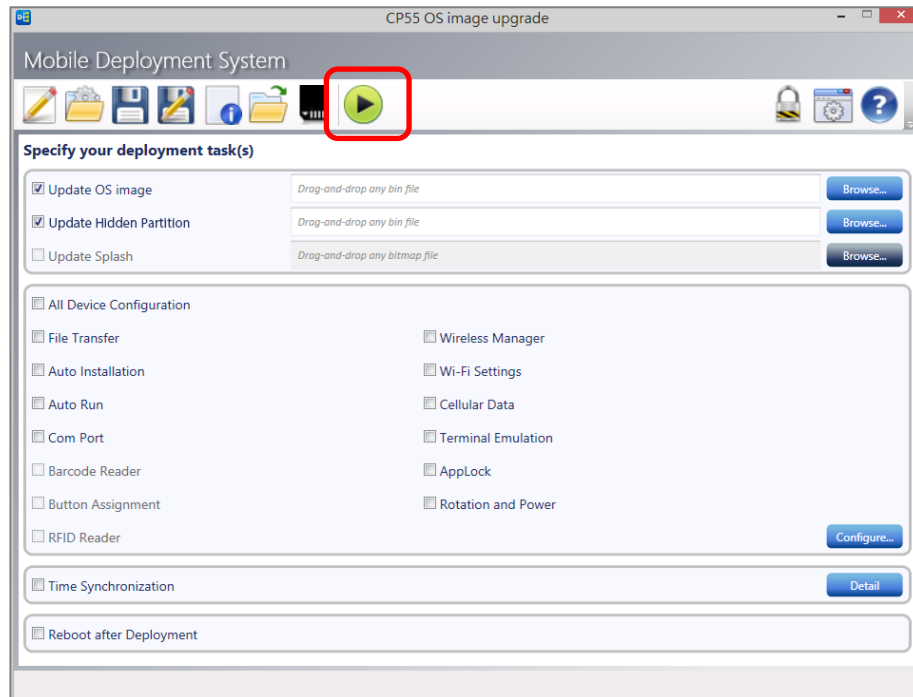 CP55 OS image upgrade
Mobile Deployment System
Specify your deployment task(s)
Update OS image Drag-and-drop any bin file Browse...
Update Hidden Partition Drag-and-drop any bin file Browse...
Update Splash Drag-and-drop any bitmap file Browse...
All Device Configuration
File Transfer Wireless Manager
Auto Installation Wi-Fi Settings
Auto Run Cellular Data
Com Port Terminal Emulation
Barcode Reader AppLock
Button Assignment Rotation and Power
RFID Reader Configure...
Time Synchronization Detail
Reboot after Deployment